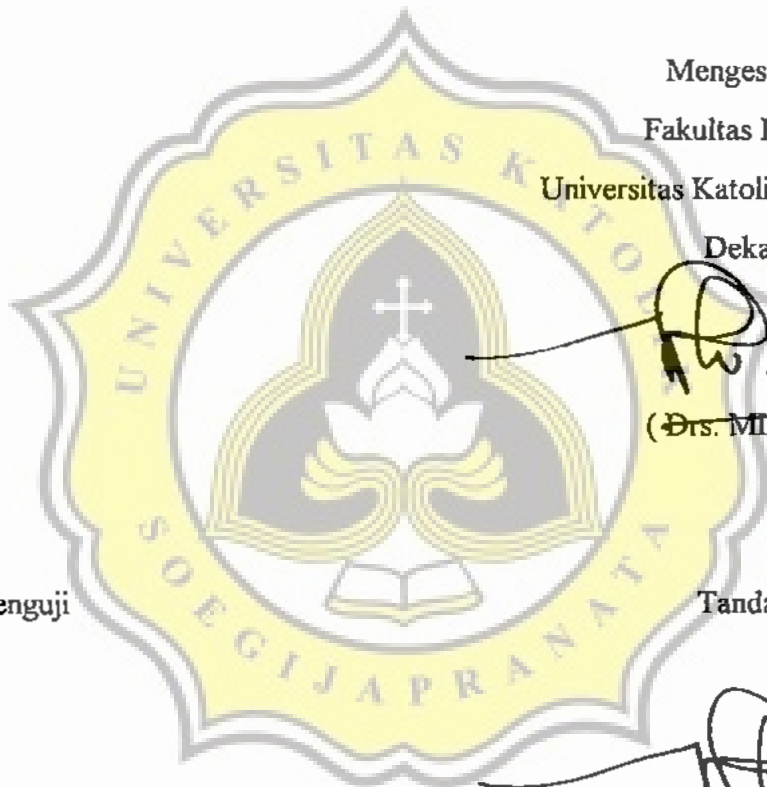 Menges
Fakultas
Universitas Katoli
Deka
(Drs.
enguji
Tanda
UNIVERSITAS KATOLIK
SOEGIJAPRANATA